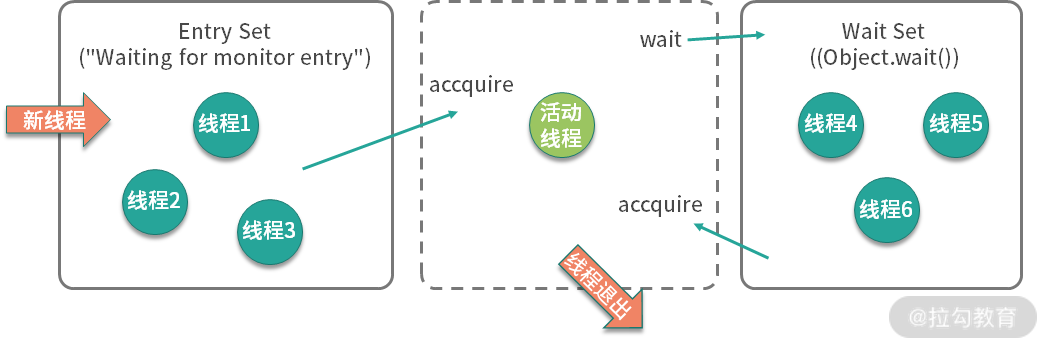 Entry Set
("Waiting for monitor entry")
新线程
线程1
线程2
线程3
accquire
活动
线程
wait
accquire
线程退出
Wait Set
((Object.wait())
线程4
线程5
线程6
@拉勾教育